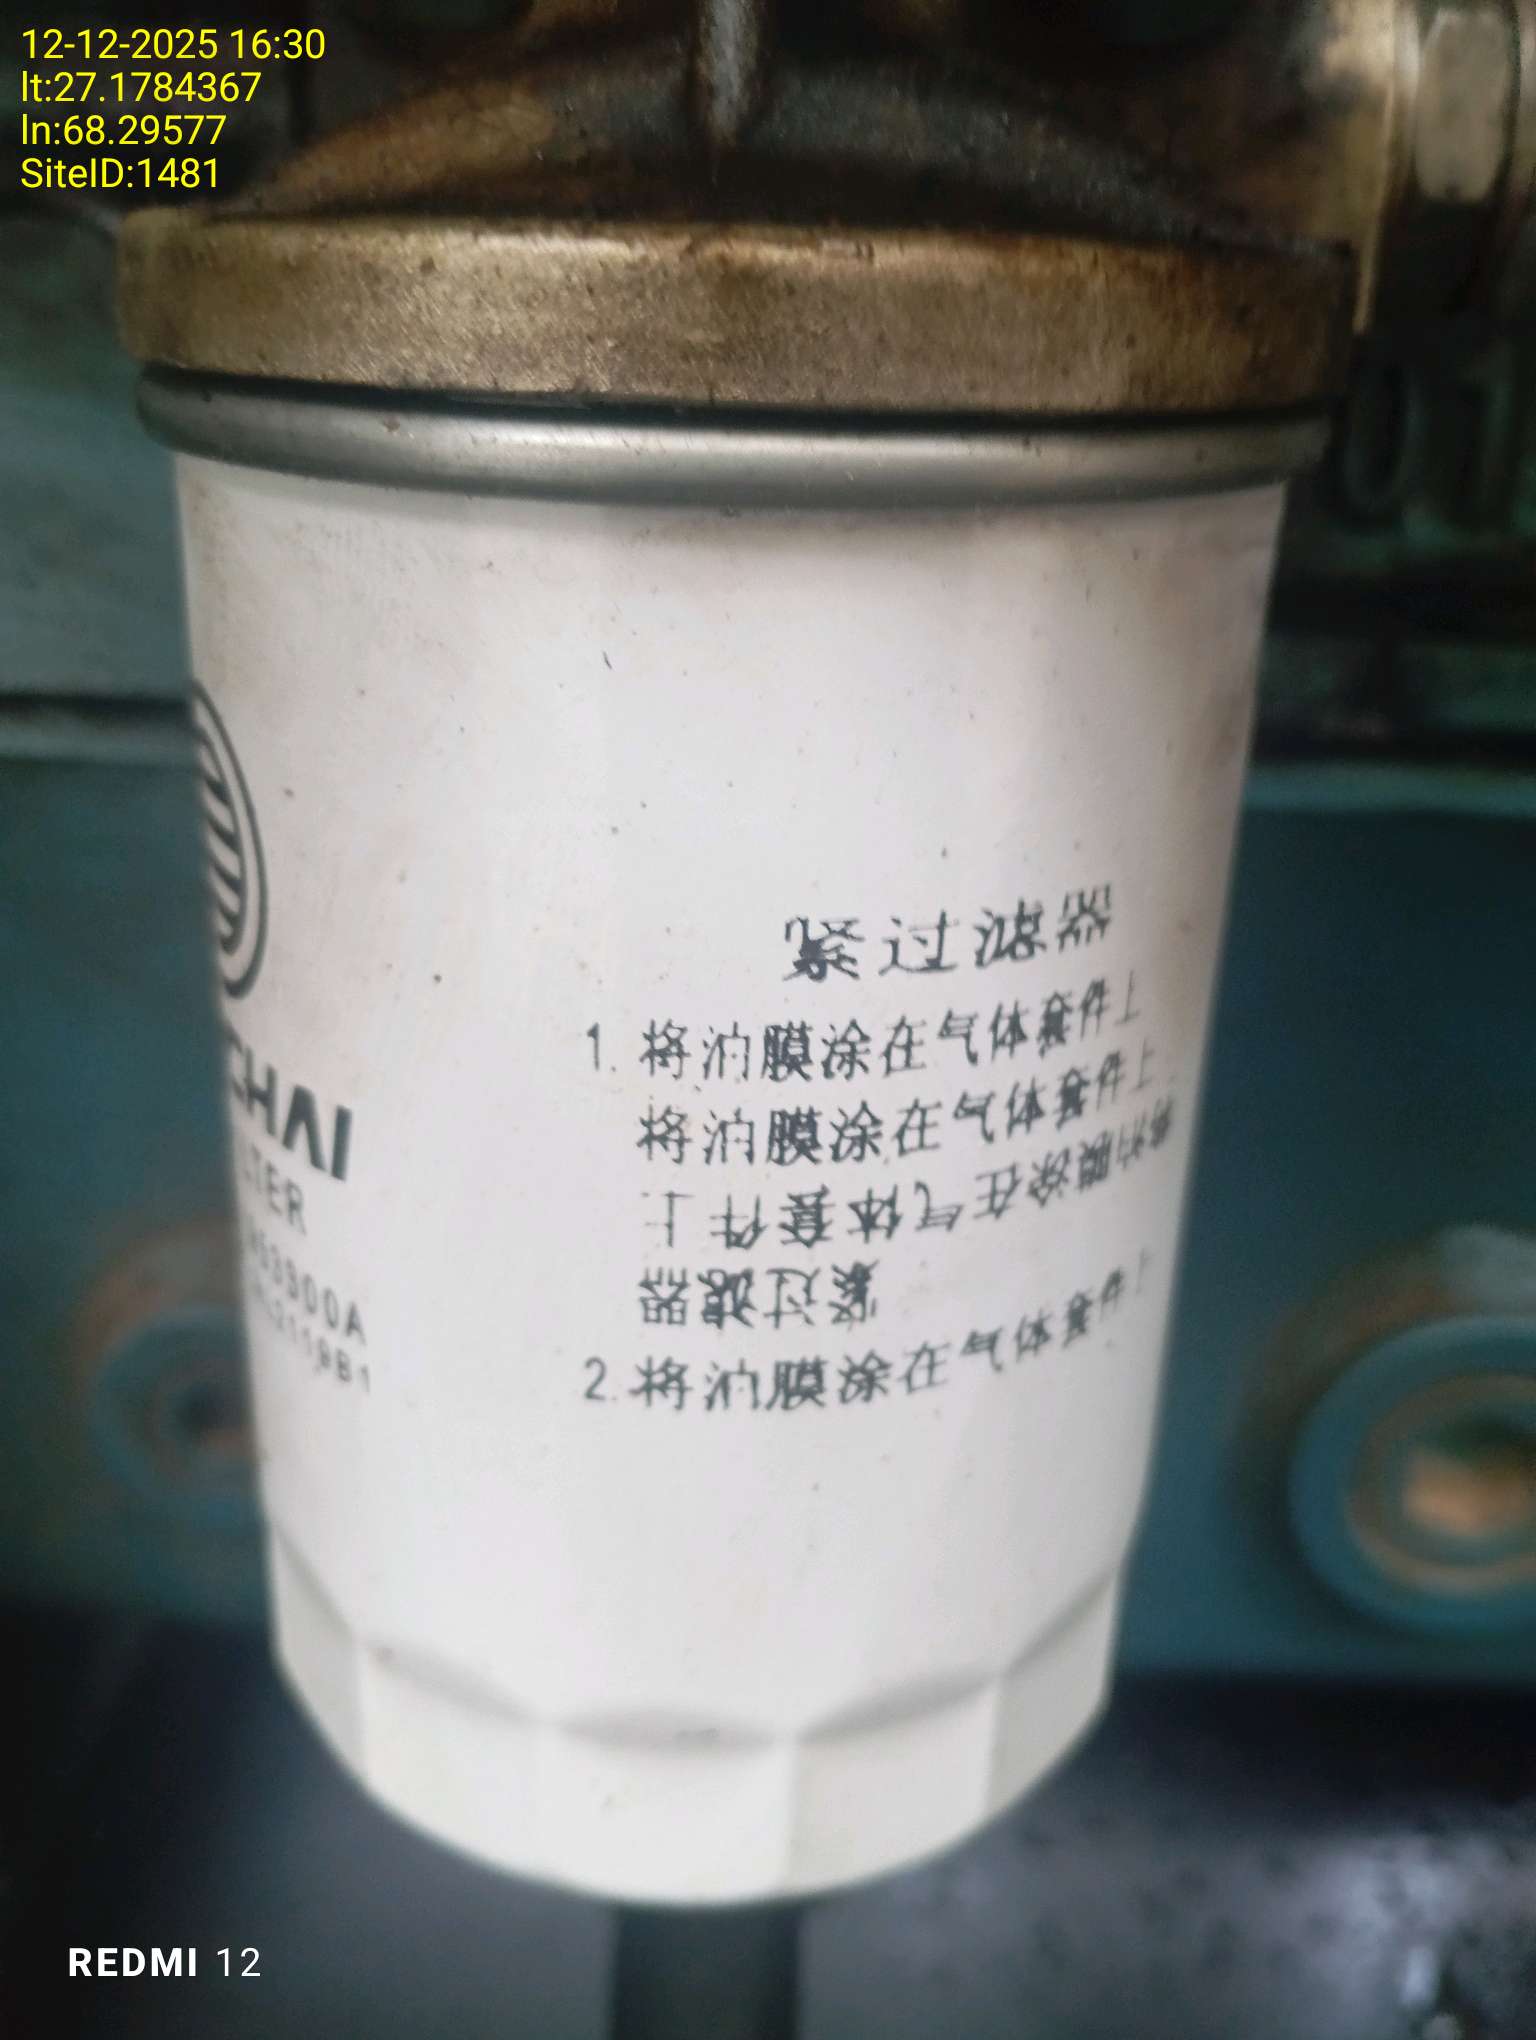 12-12-2025 16:30
lt:27.1784367
ln:68.29577
SiteID:1481
紧过滤器
1. 将油膜涂在气体套件上
将油膜涂在气体套件上
上件套体气在涂膜油将
器滤过紧
2. 将油膜涂在气体套件上
CHAI
LTER
03900A
REDMI 12